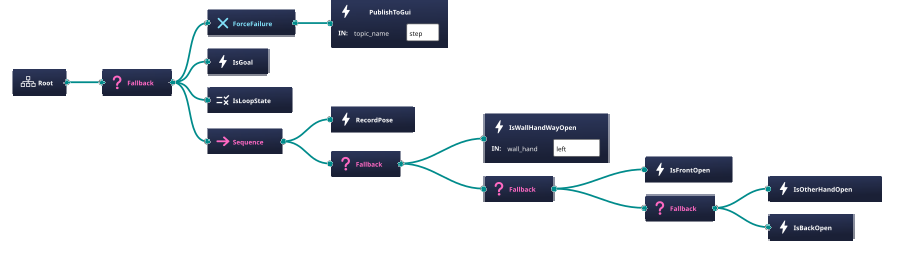 PublishToGui
ForceFailure
IN: topic_name step
IsGoal
Root
Fallback
IsLoopState
RecordPose
IsWallHandWayOpen
Sequence
IN: wall_hand left
Fallback
IsFrontOpen
Fallback
IsOtherHandOpen
Fallback
IsBackOpen